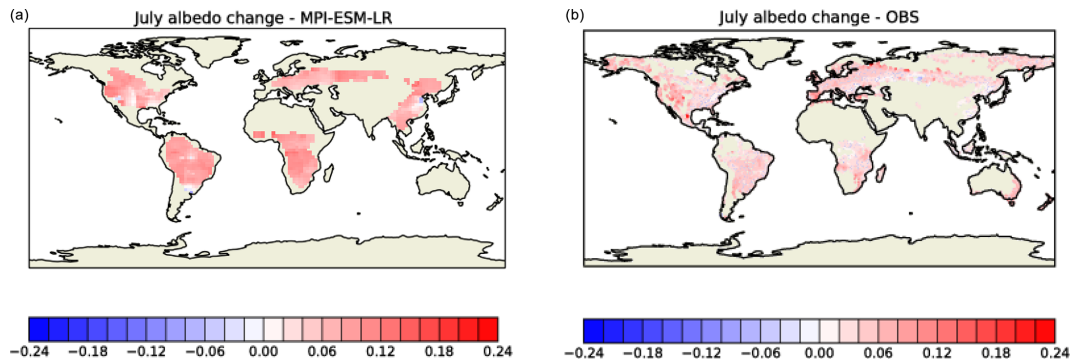 (a)
July albedo change - MPI-ESM-LR
−0.24 −0.18 −0.12 −0.06 0.00 0.06 0.12 0.18 0.24
(b)
July albedo change - OBS
−0.24 −0.18 −0.12 −0.06 0.00 0.06 0.12 0.18 0.24